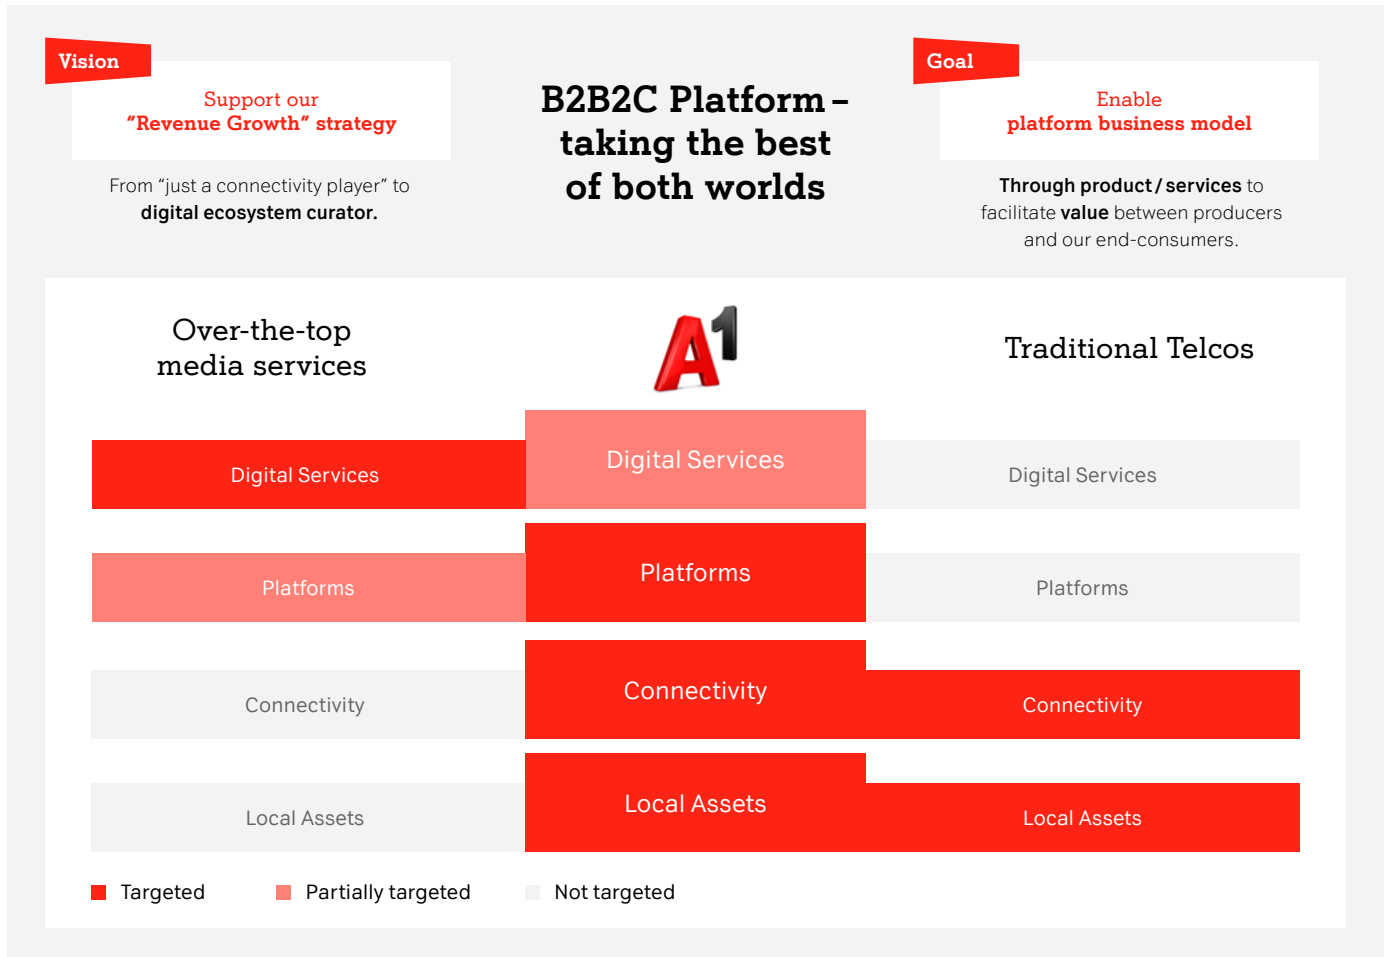 Vision
Support our
“Revenue Growth” strategy
From “just a connectivity player” to
digital ecosystem curator.
B2B2C Platform –
taking the best
of both worlds
Goal
Enable
platform business model
Through product / services to
facilitate value between producers
and our end-consumers.
Over-the-top
media services
A1
Traditional Telcos
Digital Services
Digital Services
Digital Services
Platforms
Platforms
Platforms
Connectivity
Connectivity
Connectivity
Local Assets
Local Assets
Local Assets
Targeted
Partially targeted
Not targeted